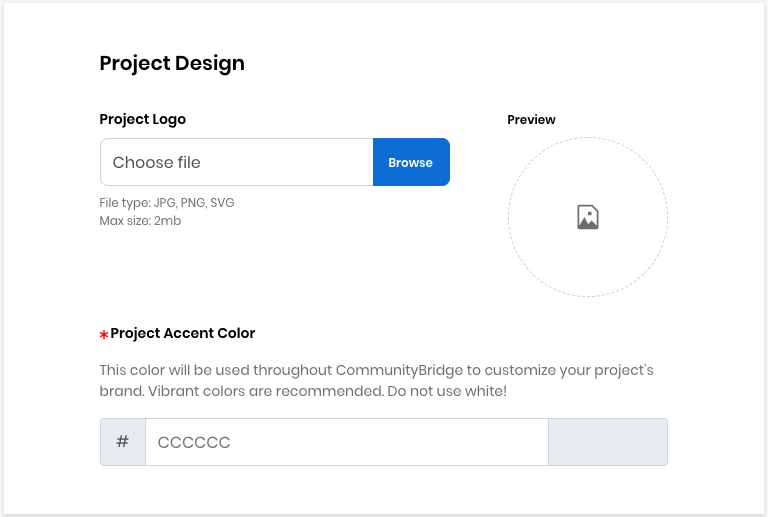 Project Design
Project Logo
Preview
Choose file
Browse
File type: JPG, PNG, SVG
Max size: 2mb
*Project Accent Color
This color will be used throughout CommunityBridge to customize your project's
brand. Vibrant colors are recommended. Do not use white!
# CCCCCC